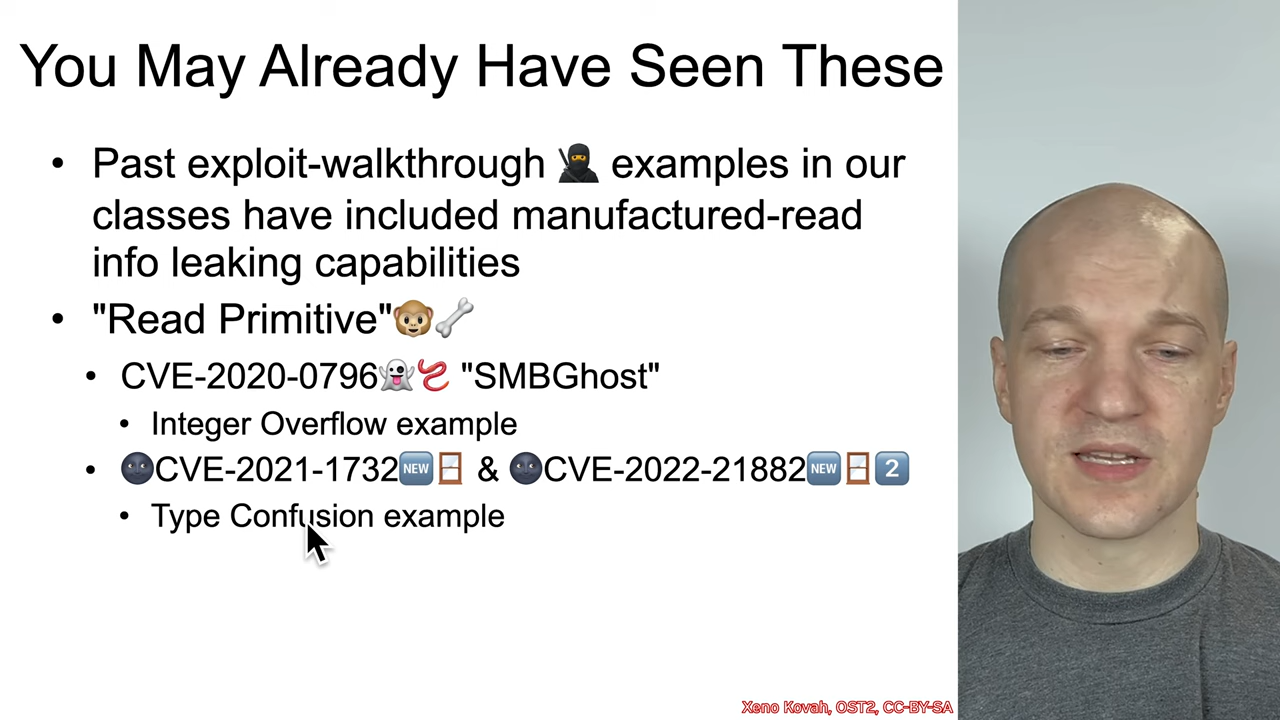 You May Already Have Seen These
• Past exploit-walkthrough 🥷 examples in our
classes have included manufactured-read
info leaking capabilities
• "Read Primitive"🐵🦴
• CVE-2020-0796👻🪱 "SMBGhost"
• Integer Overflow example
• 🌚CVE-2021-1732🆕🪟 & 🌚CVE-2022-21882🆕🪟2️⃣
• Type Confusion example
Xeno Kovah, OST2, CC-BY-SA